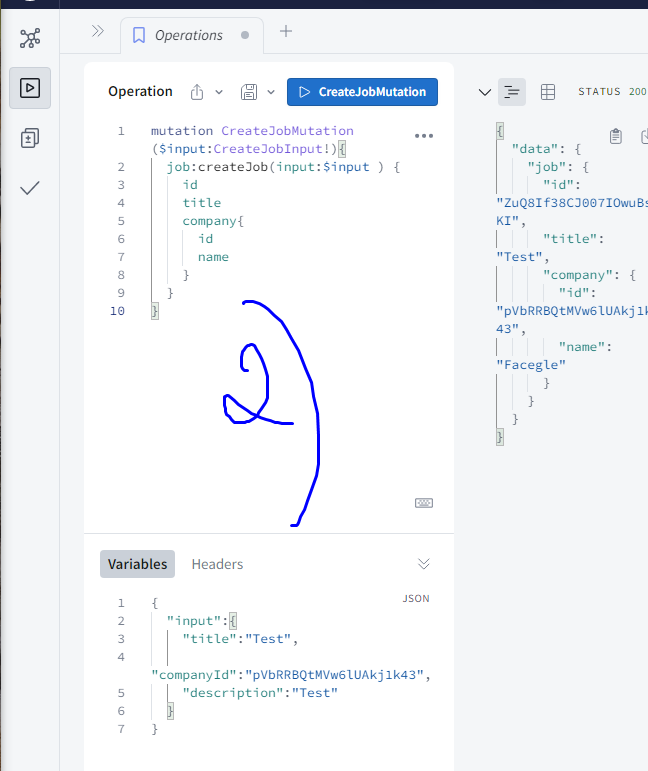 Operations
Operation
CreateJobMutation
1 mutation CreateJobMutation
($input:CreateJobInput!){
2 job:createJob(input:$input ) {
3 id
4 title
5 company{
6 id
7 name
8 }
9 }
10 }
2)
Variables
Headers
JSON
1 {
2 "input":{
3 "title":"Test",
4
"companyId":"pVbRRBQtMVw6lUAkj1k43",
5 "description":"Test"
6 }
7 }
STATUS 200
{
"data": {
"job": {
"id":
"ZuQ8If38CJ007IOwuBs
KI",
"title":
"Test",
"company": {
"id":
"pVbRRBQtMVw6lUAkj1k
43",
"name":
"Facegle"
}
}
}
}